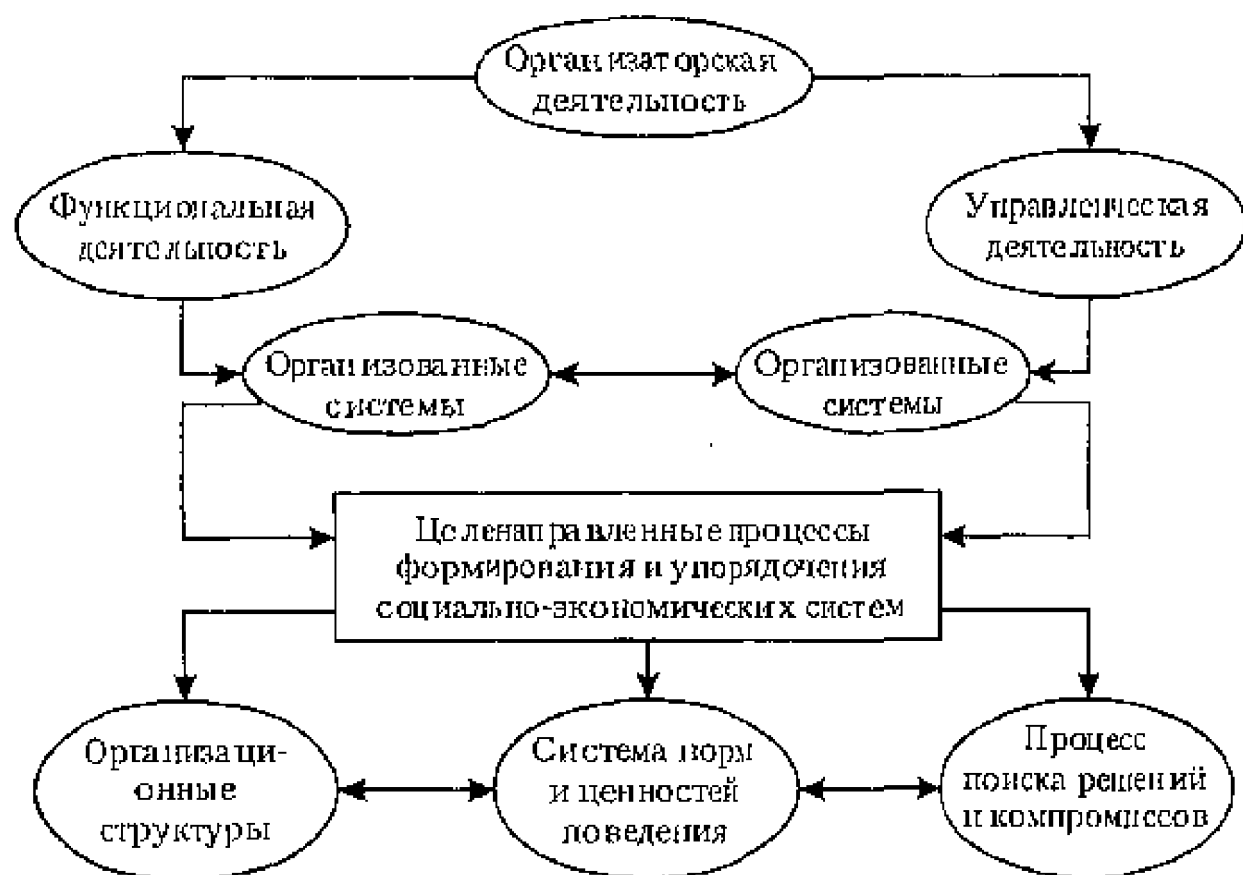 Организаторская
деятельность
Функциональная
деятельность
Управленческая
деятельность
Организованные
системы
Организованные
системы
Целенаправленные процессы
формирования и упорядочения
социально-экономических систем
Организаци-
онные
структуры
Система норм
и ценностей
поведения
Процесс
поиска решений
и компромиссов